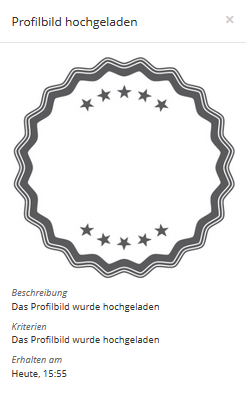 Profilbild hochgeladen ×
Beschreibung
Das Profilbild wurde hochgeladen
Kriterien
Das Profilbild wurde hochgeladen
Erhalten am
Heute, 15:55